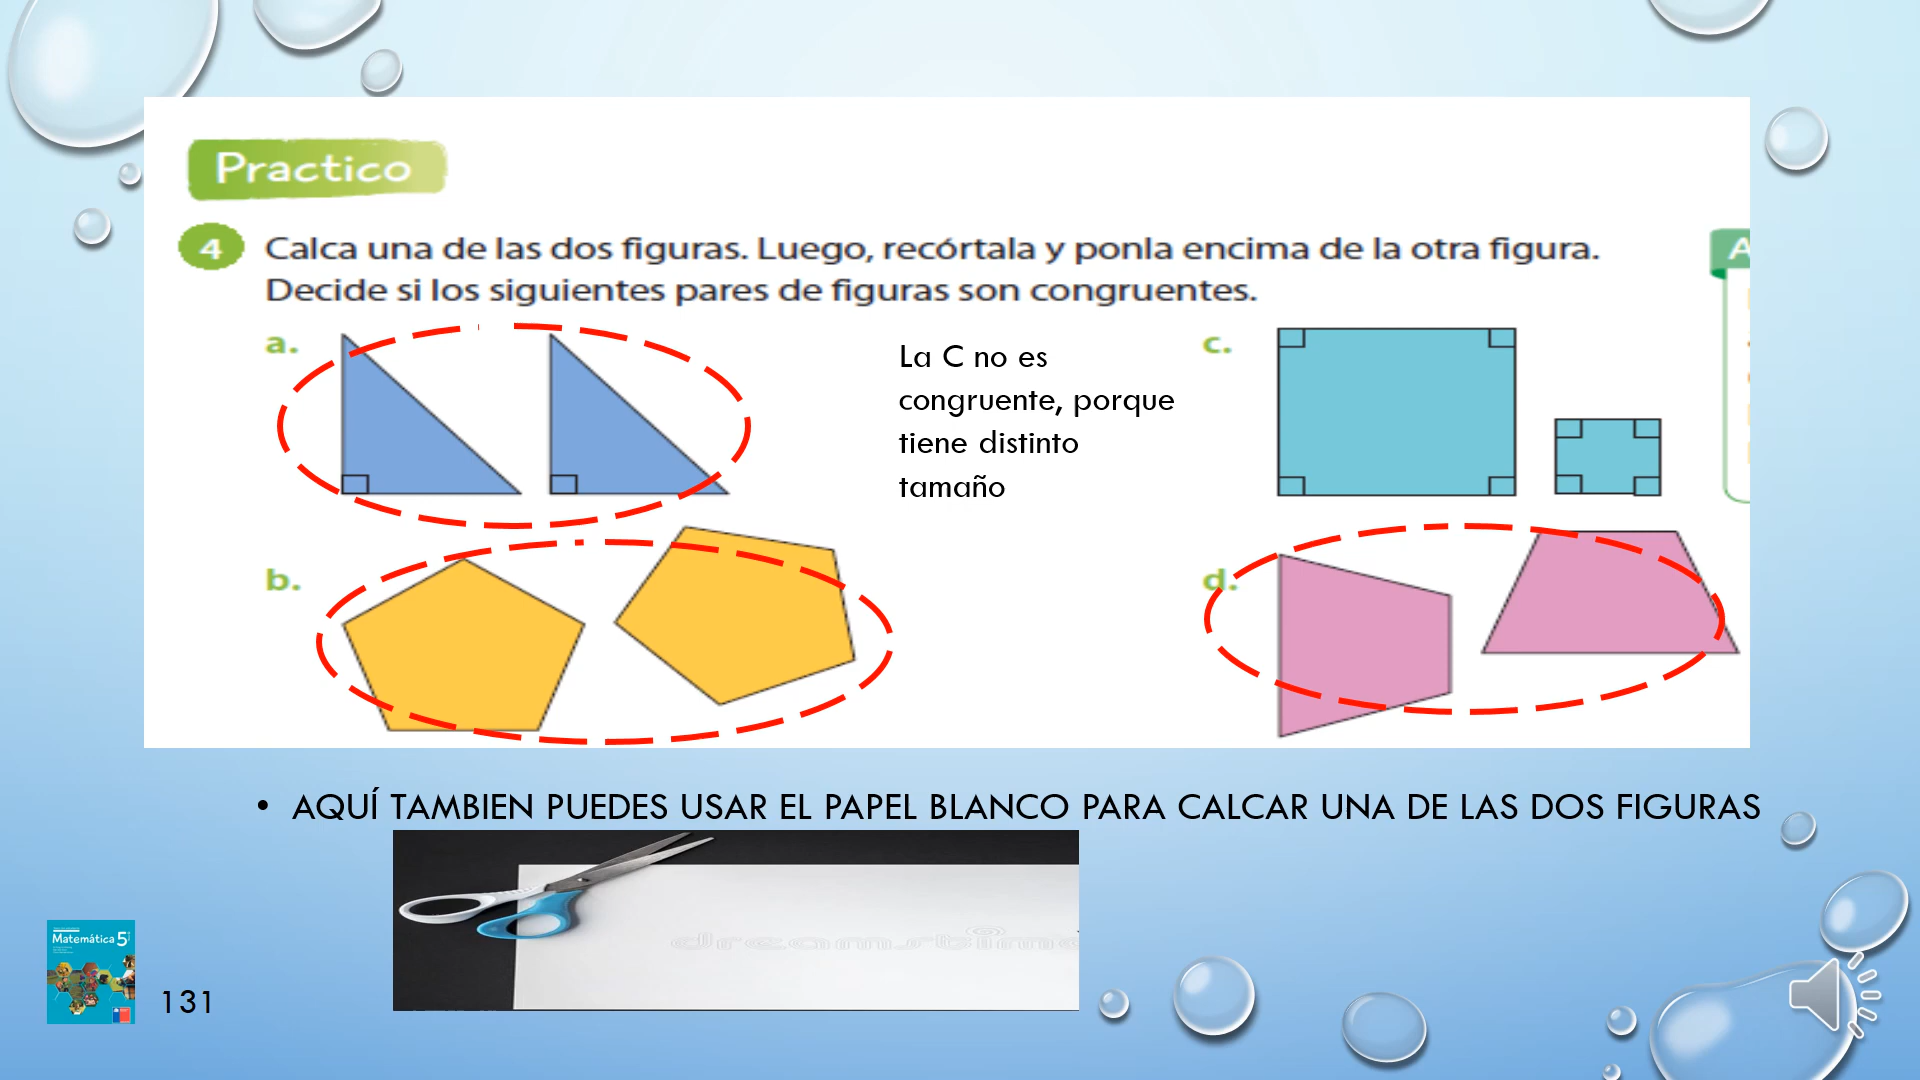 Practico
4 Calca una de las dos figuras. Luego, recórtala y ponla encima de la otra figura.
Decide si los siguientes pares de figuras son congruentes.
A
a.
La C no es
congruente, porque
tiene distinto
tamaño
c.
b.
d.
• AQUÍ TAMBIEN PUEDES USAR EL PAPEL BLANCO PARA CALCAR UNA DE LAS DOS FIGURAS
dreamstime
Matemática 5
131